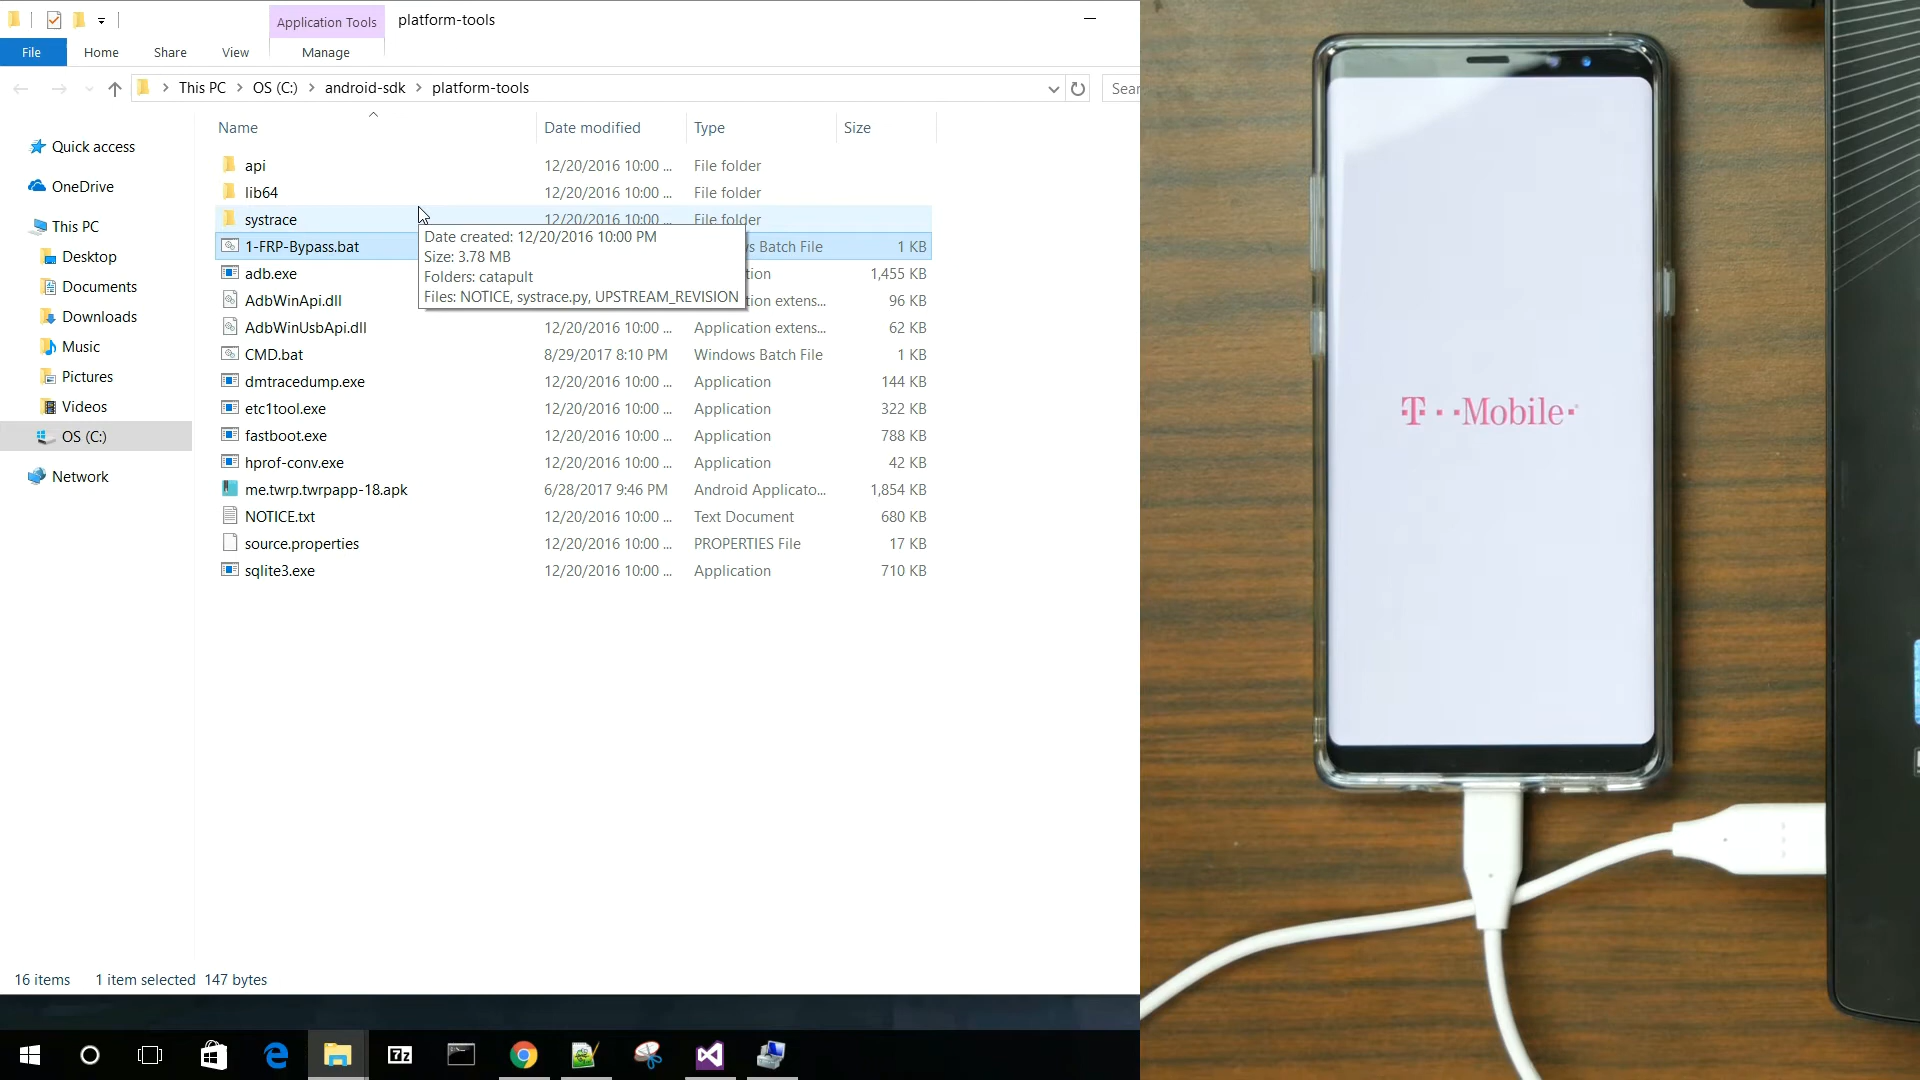 Application Tools platform-tools
File Home Share View Manage
This PC OS (C:) android-sdk platform-tools
Name Date modified Type Size
Quick access
OneDrive
This PC
Desktop
Documents
Downloads
Music
Pictures
Videos
OS (C:)
Network
api 12/20/2016 10:00 ... File folder
lib64 12/20/2016 10:00 ... File folder
systrace 12/20/2016 10:00 ... File folder
1-FRP-Bypass.bat Batch File 1 KB
Date created: 12/20/2016 10:00 PM
Size: 3.78 MB
Folders: catapult
Files: NOTICE, systrace.py, UPSTREAM_REVISION
adb.exe 1,455 KB
AdbWinApi.dll extens... 96 KB
AdbWinUsbApi.dll 12/20/2016 10:00 ... Application extens... 62 KB
CMD.bat 8/29/2017 8:10 PM Windows Batch File 1 KB
dmtracedump.exe 12/20/2016 10:00 ... Application 144 KB
etc1tool.exe 12/20/2016 10:00 ... Application 322 KB
fastboot.exe 12/20/2016 10:00 ... Application 788 KB
hprof-conv.exe 12/20/2016 10:00 ... Application 42 KB
me.twrp.twrpapp-18.apk 6/28/2017 9:46 PM Android Applicato... 1,854 KB
NOTICE.txt 12/20/2016 10:00 ... Text Document 680 KB
source.properties 12/20/2016 10:00 ... PROPERTIES File 17 KB
sqlite3.exe 12/20/2016 10:00 ... Application 710 KB
16 items 1 item selected 147 bytes
7z
T··Mobile·